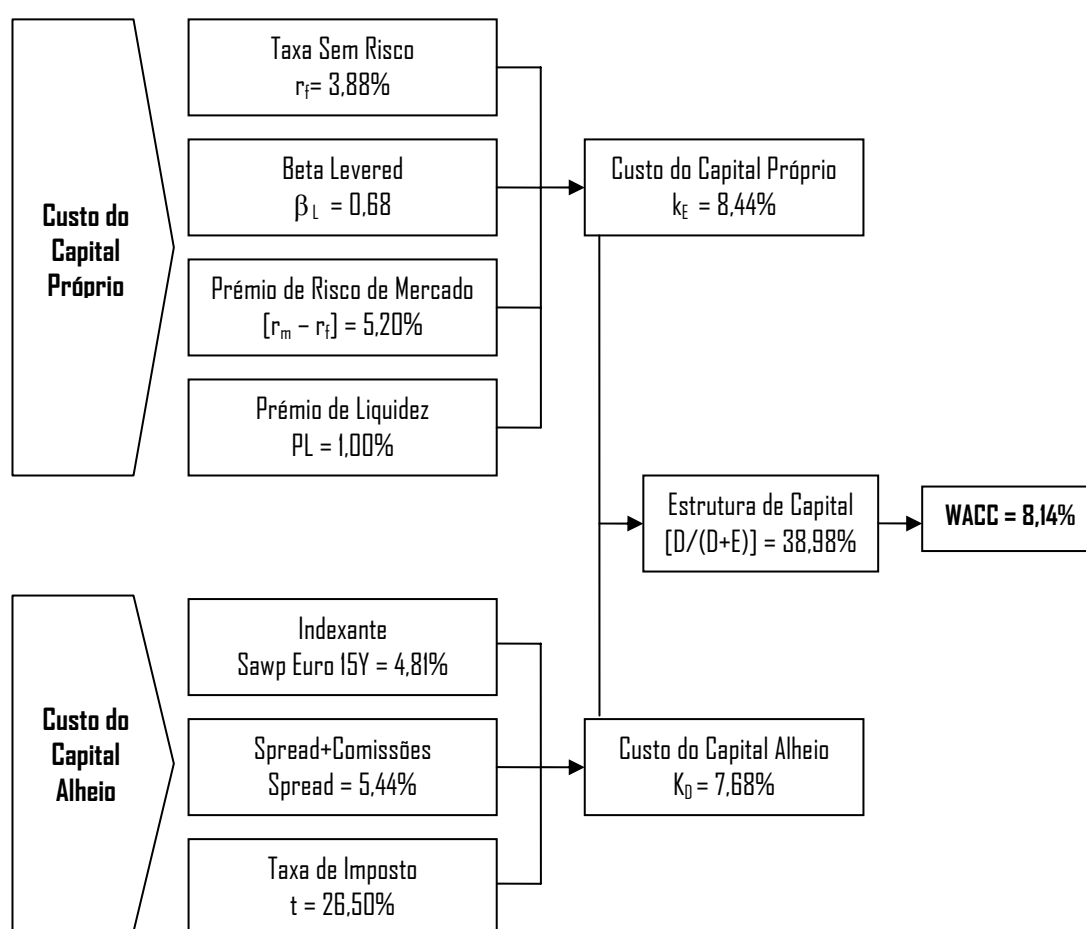 Custo do
Capital
Próprio
Taxa Sem Risco
rf= 3,88%
Beta Levered
βL = 0,68
Prémio de Risco de Mercado
[rm – rf] = 5,20%
Prémio de Liquidez
PL = 1,00%
Custo do Capital Próprio
kE = 8,44%
Estrutura de Capital
[D/(D+E)] = 38,98%
WACC = 8,14%
Custo do
Capital
Alheio
Indexante
Sawp Euro 15Y = 4,81%
Spread+Comissões
Spread = 5,44%
Taxa de Imposto
t = 26,50%
Custo do Capital Alheio
KD = 7,68%